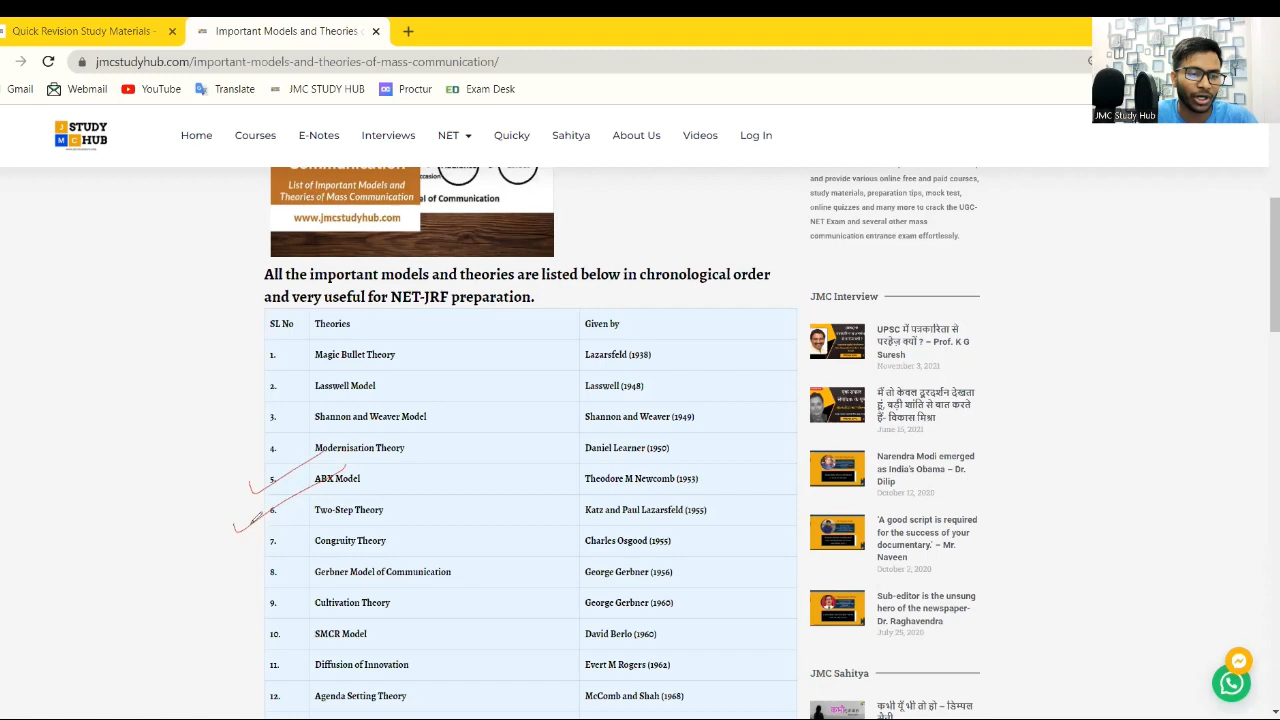 Quick Revision Study Materials -
Important Models and Theories o
jmcstudyhub.com/important-models-and-theories-of-mass-communication/
Gmail
Webmail
YouTube
Translate
JMC STUDY HUB
Proctur
ED Exam Desk
JMC Study Hub
J STUDY
M C HUB
Home
Courses
E-Notes
Interviews
NET
Quicky
Sahitya
About Us
Videos
Log In
List of Important Models and
Thearies of Mass Communication
www.jmcstudyhub.com
ccasion
ol of Communication
All the theories and models are listed below in chronological order
and very useful for NET-JRF preparation.
SL No Theories Given by
1. Magic Bullet Theory Lazarsfeld (1938)
2. Lasswell Model Lasswell (1948)
3. Shannon and Weaver Model Shannon and Weaver (1949)
4. Modernisation Theory Daniel Learner (1950)
5. ABX Model Theodore M Newcomb (1953)
6. Two-Step Theory Katz and Paul Lazarsfeld (1955)
7. Congruity Theory Charles Osgood (1955)
8. Gerbner Model of Communication George Gerbner (1956)
9. Cultivation Theory George Gerbner (1960)
10. SMCR Model David Berlo (1960)
11. Diffusion of Innovation Evert M Rogers (1962)
12. Agenda Setting Theory McComb and Shah (1968)
and provide various online free and paid courses,
study materials, preparation tips, mock test,
online quizzes and many more to crack the UGC-
NET Exam and several other mass
communication entrance exam effortlessly.
JMC Interview
UPSC में पत्रकारिता से
परहेज़ क्यों ? – Prof. K G
Suresh
November 3, 2021
मैं तो केवल दूरदर्शन देखता
हूं, बड़ी शांति से बात करते
हैं- विकास मिश्रा
June 15, 2021
Narendra Modi emerged
as India's Obama – Dr.
Dilip
October 12, 2020
'A good script is required
for the success of your
documentary.' – Mr.
Naveen
October 2, 2020
Sub-editor is the unsung
hero of the newspaper-
Dr. Raghavendra
July 25, 2020
JMC Sahitya
कभी यूँ भी तो हो – डिम्पल
सैनी